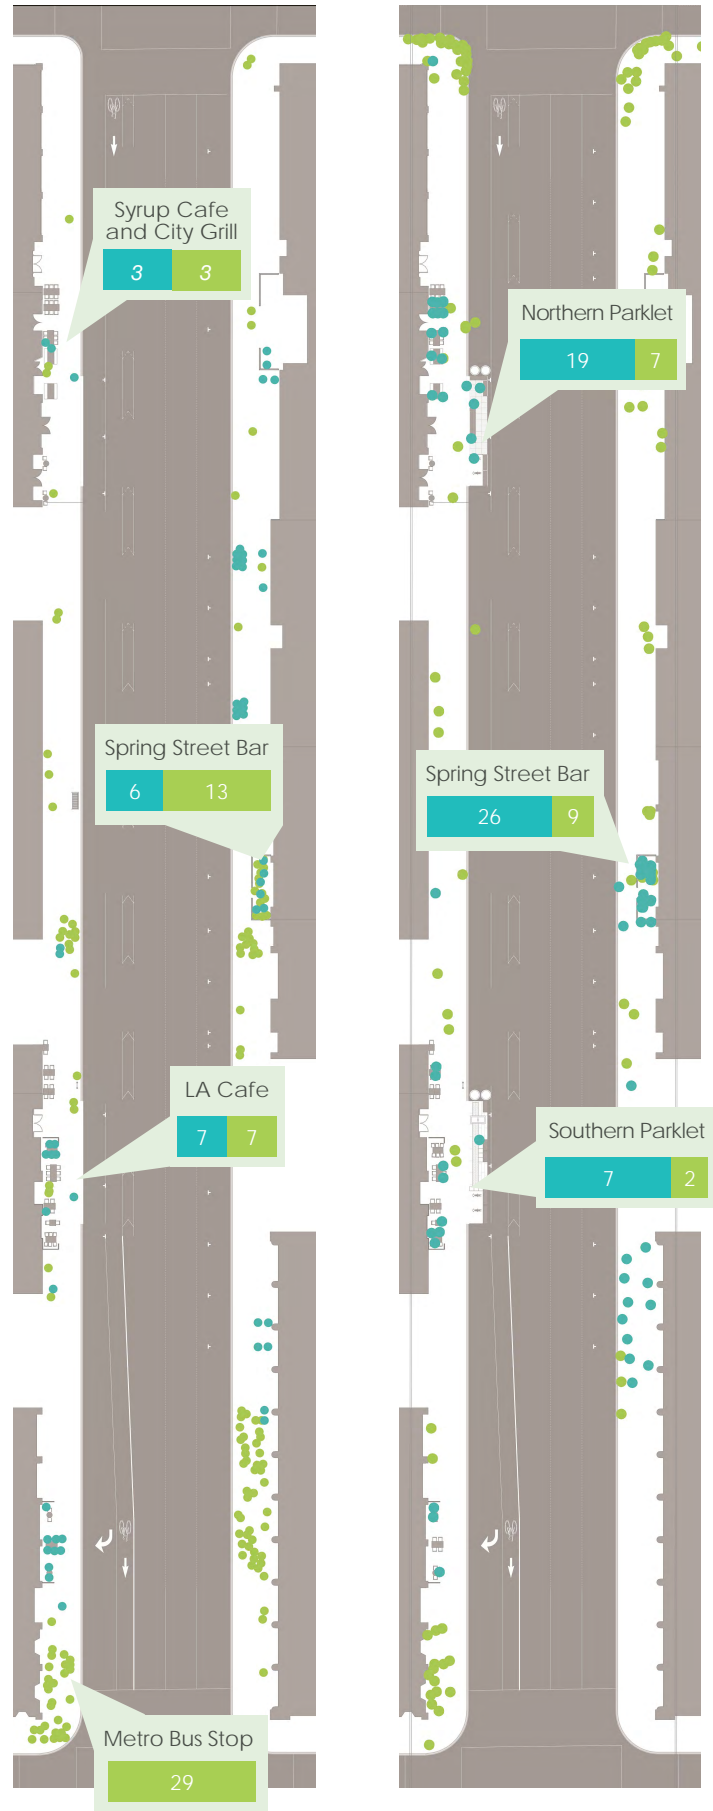 Syrup Cafe
and City Grill
3 3
Northern Parklet
19 7
Spring Street Bar
6 13
Spring Street Bar
26 9
LA Cafe
7 7
Southern Parklet
7 2
Metro Bus Stop
29